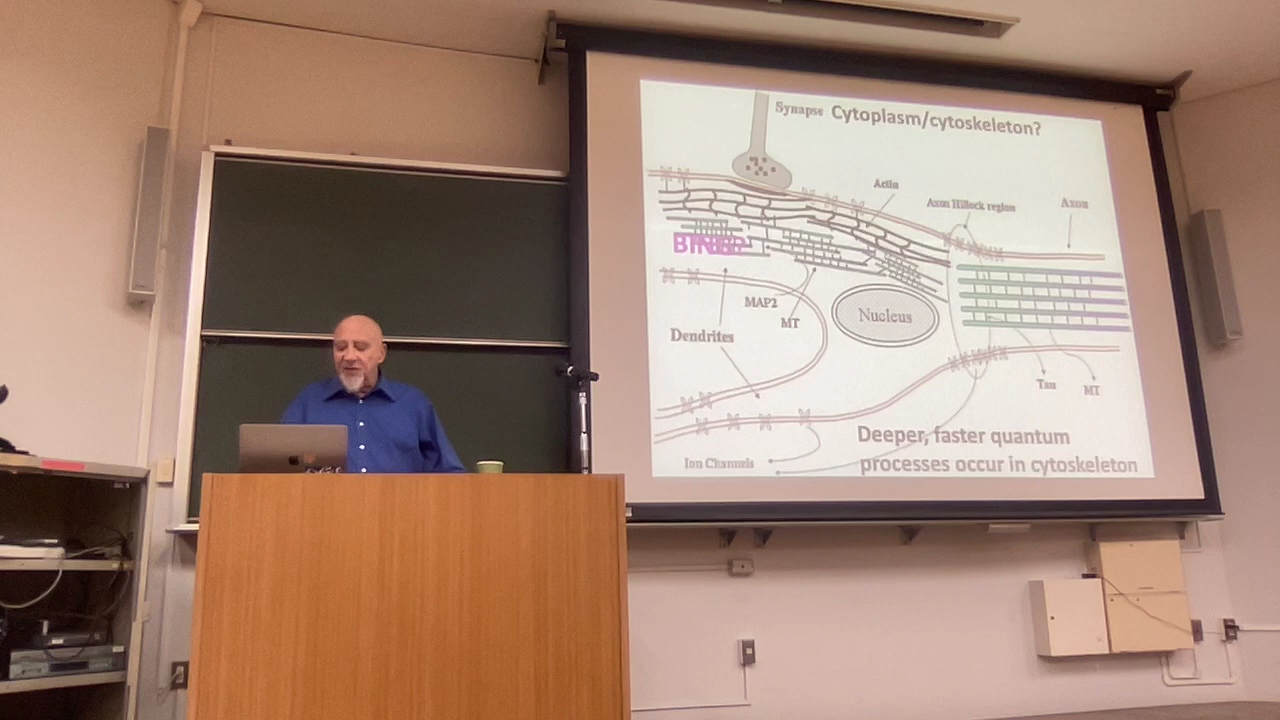 Synapse Cytoplasm/cytoskeleton?
Actin
Axon Hillock region
Axon
MAP2
MT
Nucleus
Dendrites
Tau
MT
Deeper, faster quantum
processes occur in cytoskeleton
Ion Channels